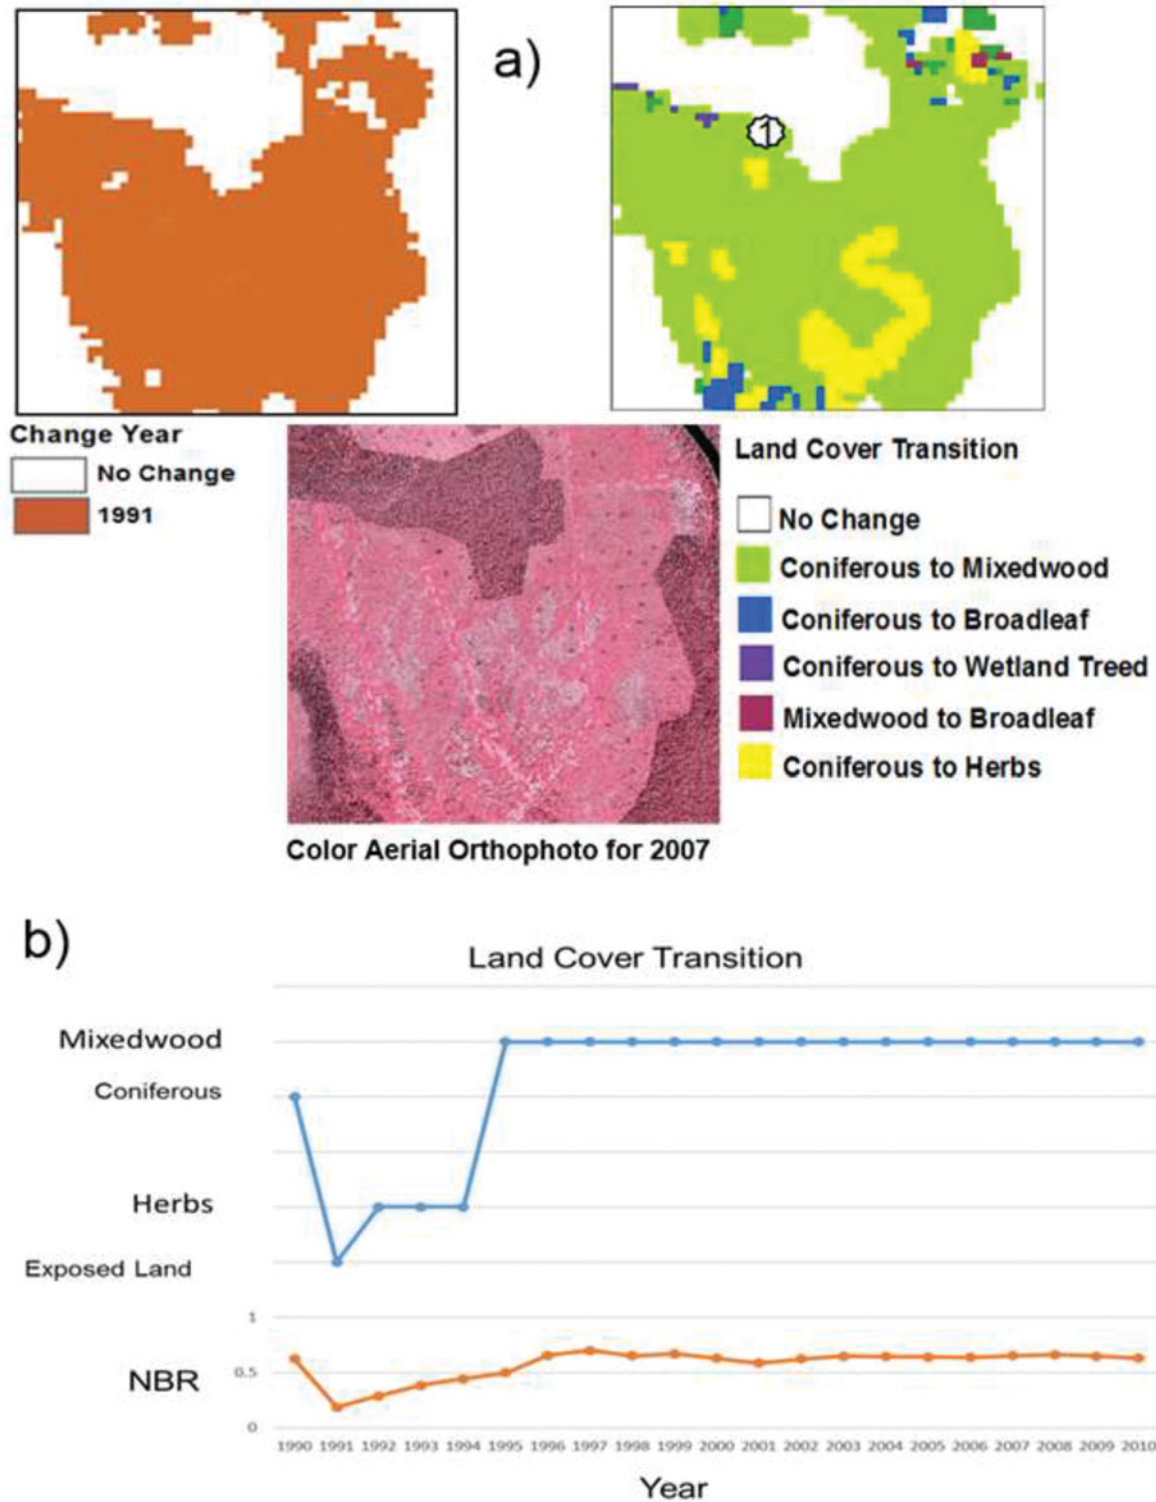 a)
1
Change Year
No Change
1991
Land Cover Transition
No Change
Coniferous to Mixedwood
Coniferous to Broadleaf
Coniferous to Wetland Treed
Mixedwood to Broadleaf
Coniferous to Herbs
Color Aerial Orthophoto for 2007
b)
Land Cover Transition
Mixedwood
Coniferous
Herbs
Exposed Land
1
NBR
0.5
0
1990 1991 1992 1993 1994 1995 1996 1997 1998 1999 2000 2001 2002 2003 2004 2005 2006 2007 2008 2009 2010
Year